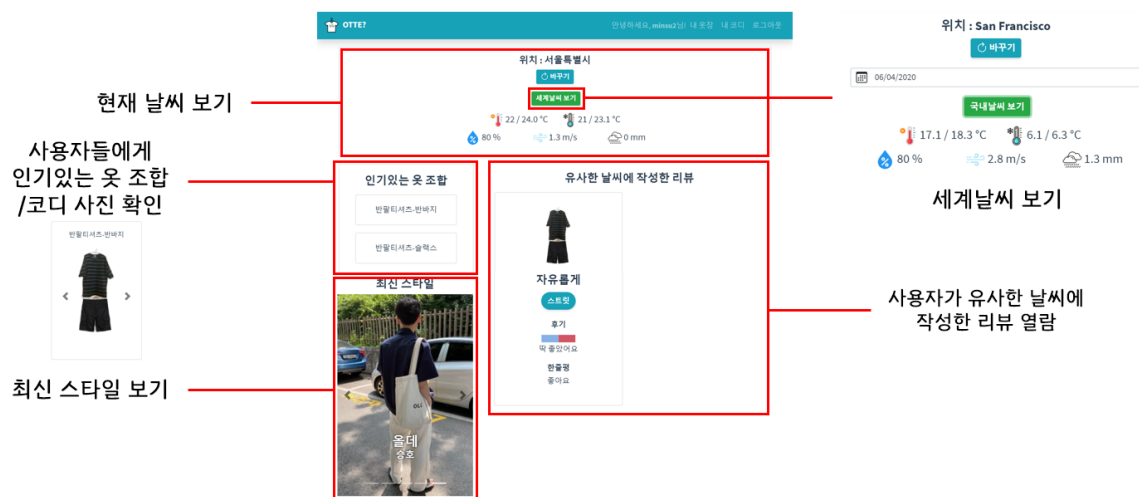 OTTE?
안녕하세요, minsu2님! 내 옷장 내 코디 로그아웃
위치 : 서울특별시
바꾸기
세계날씨 보기
22 / 24.0 °C 21 / 23.1 °C
80 % 1.3 m/s 0 mm
현재 날씨 보기
사용자들에게
인기있는 옷 조합
/코디 사진 확인
반팔티셔츠-반바지
최신 스타일 보기
인기있는 옷 조합
반팔티셔츠-반바지
반팔티셔츠-슬랙스
최신 스타일
OLL
올데
승호
유사한 날씨에 작성한 리뷰
자유롭게
스트릿
후기
딱 좋았어요
한줄평
좋아요
위치 : San Francisco
바꾸기
06/04/2020
국내날씨 보기
17.1 / 18.3 °C 6.1 / 6.3 °C
80 % 2.8 m/s 1.3 mm
세계날씨 보기
사용자가 유사한 날씨에
작성한 리뷰 열람